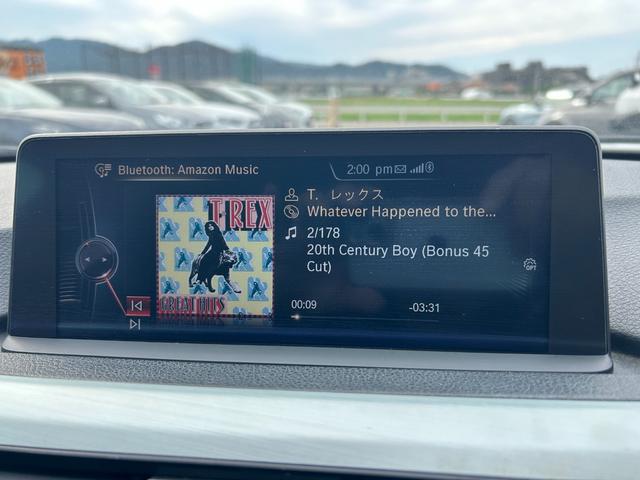 Bluetooth: Amazon Music
2:00 pm
T. レックス
Whatever Happened to the...
2/178
20th Century Boy (Bonus 45
Cut)
00:09
-03:31
OPT
T.REX
GREAT HITS